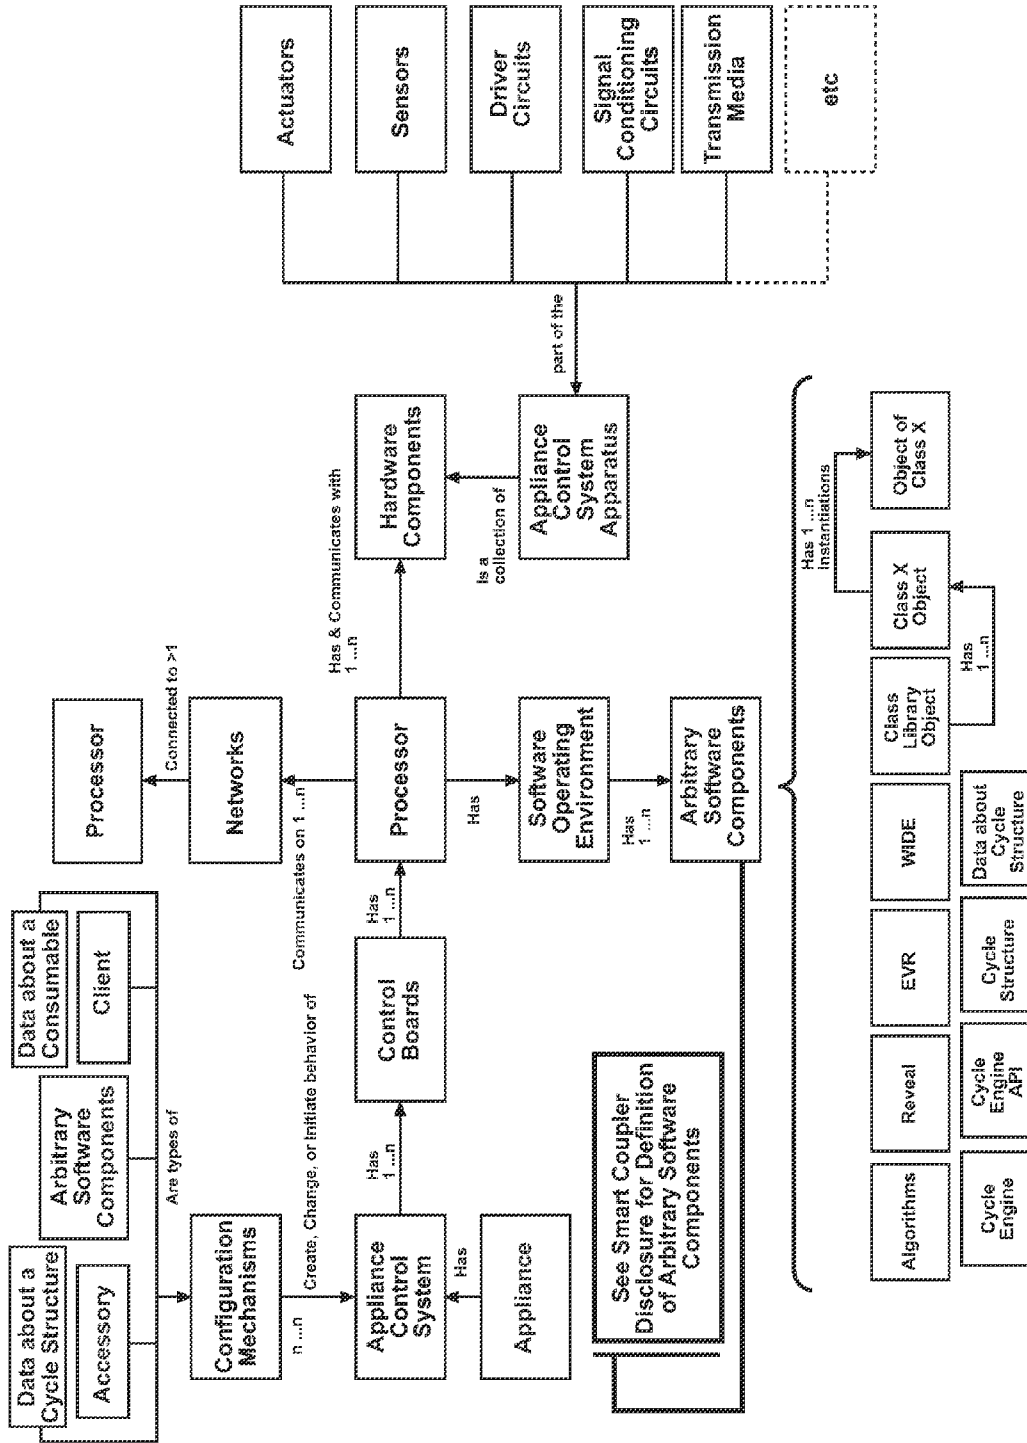 Data about a
Cycle Structure
Accessory
Arbitrary
Software
Components
Data about a
Consumable
Client
Are types of
Configuration
Mechanisms
n ...n
Create, Change, or Initiate behavior of
Appliance
Control
System
Has
Appliance
Has
1 ...n
Control
Boards
Has
1 ...n
Processor
Connected to >1
Networks
Communicates on 1 ...n
Processor
Has
Software
Operating
Environment
Has
1 ...n
Arbitrary
Software
Components
Has & Communicates with
1 ...n
Hardware
Components
Is a
collection of
Appliance
Control
System
Apparatus
part of the
Actuators
Sensors
Driver
Circuits
Signal
Conditioning
Circuits
Transmission
Media
etc
See Smart Coupler
Disclosure for Definition
of Arbitrary Software
Components
Algorithms
Reveal
EVR
WIDE
Class
Library
Object
Has
1 ...n
Class X
Object
Has 1 ...n
instantiations
Object of
Class X
Cycle
Engine
Cycle
Engine
API
Cycle
Structure
Data about
Cycle
Structure